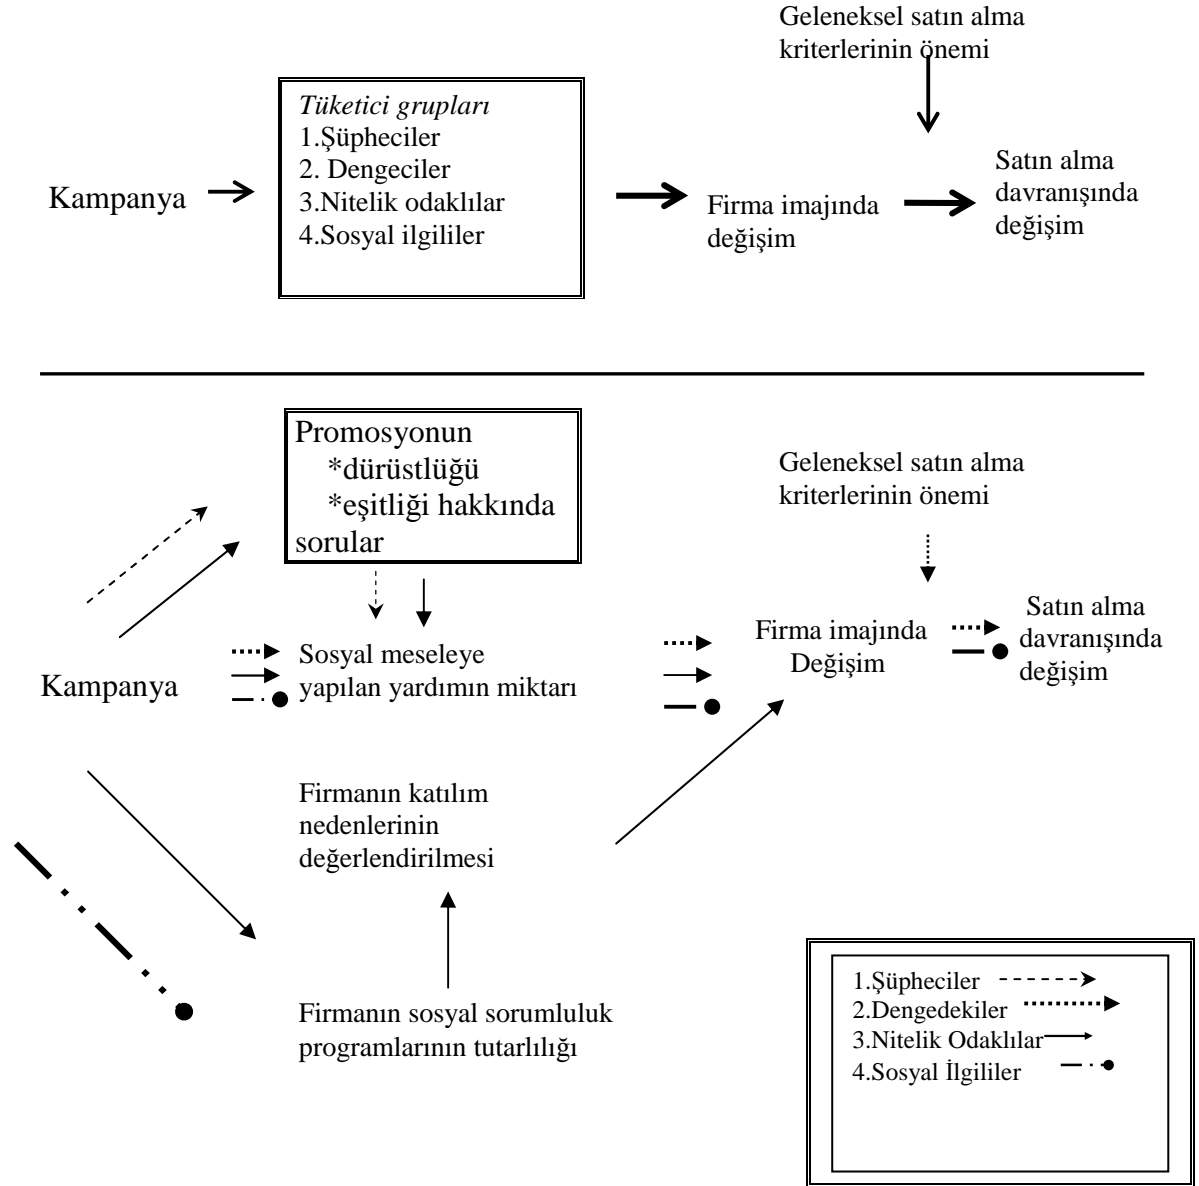 Geleneksel satın alma
kriterlerinin önemi
Tüketici grupları
1.Şüpheciler
2. Dengeciler
3.Nitelik odaklılar
4.Sosyal ilgililer
Kampanya
Firma imajında
değişim
Satın alma
davranışında
değişim
Promosyonun
*dürüstlüğü
*eşitliği hakkında
sorular
Geleneksel satın alma
kriterlerinin önemi
Kampanya
Sosyal meseleye
yapılan yardımın miktarı
Firma imajında
Değişim
Satın alma
davranışında
değişim
Firmanın katılım
nedenlerinin
değerlendirilmesi
Firmanın sosyal sorumluluk
programlarının tutarlılığı
1.Şüpheciler
2.Dengedekiler
3.Nitelik Odaklılar
4.Sosyal İlgililer